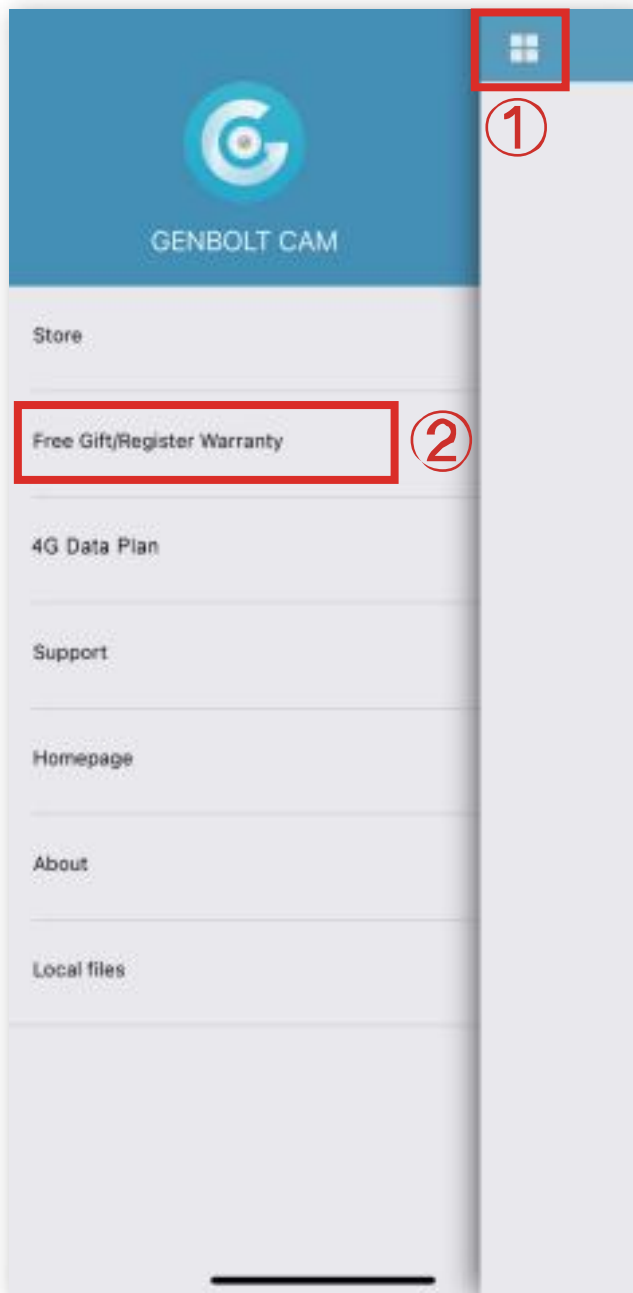 ①
GENBOLT CAM
Store
Free Gift/Register Warranty
②
4G Data Plan
Support
Homepage
About
Local files